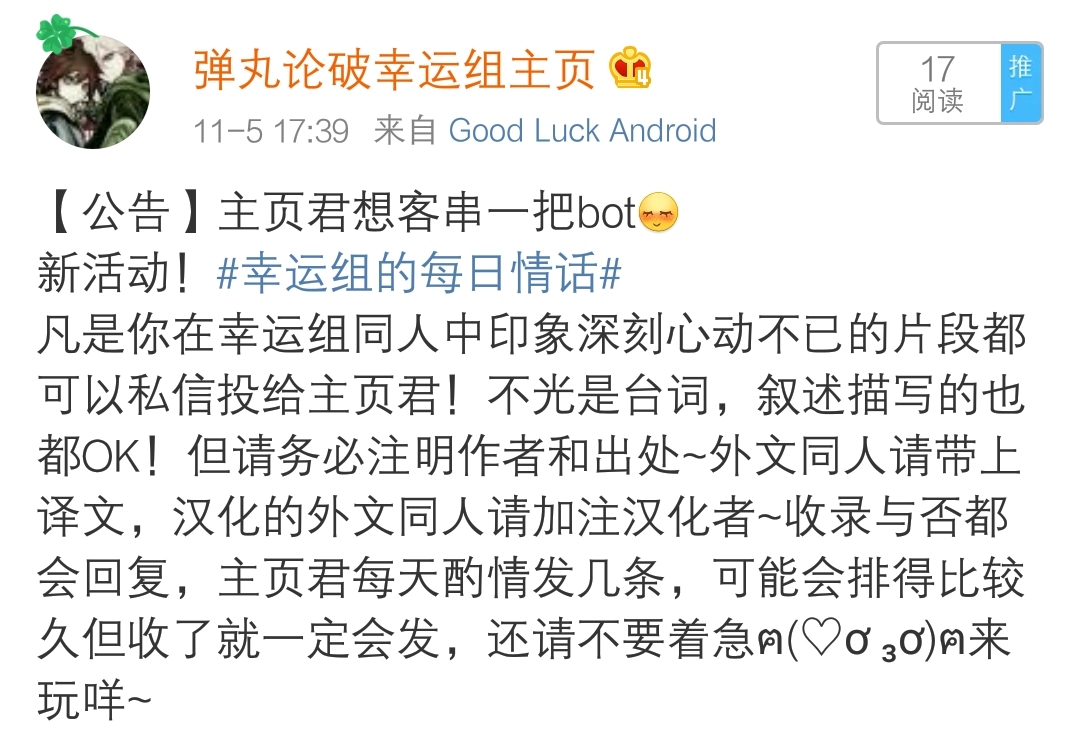 弹丸论破幸运组主页
4
17
阅读
推广
11-5 17:39 来自 Good Luck Android
【公告】主页君想客串一把bot
新活动！#幸运组的每日情话#
凡是你在幸运组同人中印象深刻心动不已的片段都
可以私信投给主页君！不光是台词，叙述描写的也
都OK！但请务必注明作者和出处~外文同人请带上
译文，汉化的外文同人请加注汉化者~收录与否都
会回复，主页君每天酌情发几条，可能会排得比较
久但收了就一定会发，还请不要着急ฅ(♡ơ ₃ơ)ฅ来
玩咩~